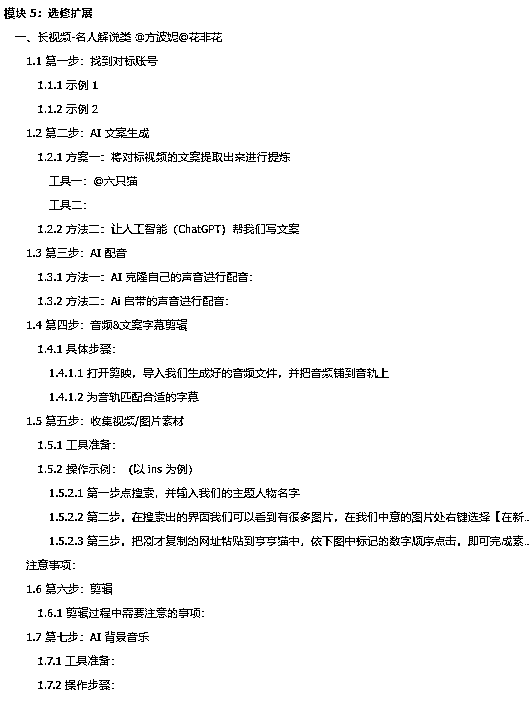 模块 5：选修扩展
一、长视频-名人解说类 @方波妮@花非花
1.1 第一步：找到对标账号
1.1.1 示例 1
1.1.2 示例 2
1.2 第二步：AI 文案生成
1.2.1 方案一：将对标视频的文案提取出来进行提炼
工具一：@六只猫
工具二：
1.2.2 方法二：让人工智能（ChatGPT）帮我们写文案
1.3 第三步：AI 配音
1.3.1 方法一：AI 克隆自己的声音进行配音：
1.3.2 方法二：Ai 自带的声音进行配音：
1.4 第四步：音频&文案字幕剪辑
1.4.1 具体步骤：
1.4.1.1 打开剪映，导入我们生成好的音频文件，并把音频铺到音轨上
1.4.1.2 为音轨匹配合适的字幕
1.5 第五步：收集视频/图片素材
1.5.1 工具准备：
1.5.2 操作示例：（以 ins 为例）
1.5.2.1 第一步点搜索，并输入我们的主题人物名字
1.5.2.2 第二步，在搜索出的界面我们可以看到有很多图片，在我们中意的图片处右键选择【在新...
1.5.2.3 第三步，把刚才复制的网址粘贴到亨亨猫中，依下图中标记的数字顺序点击，即可完成素...
注意事项：
1.6 第六步：剪辑
1.6.1 剪辑过程中需要注意的事项：
1.7 第七步：AI 背景音乐
1.7.1 工具准备：
1.7.2 操作步骤：